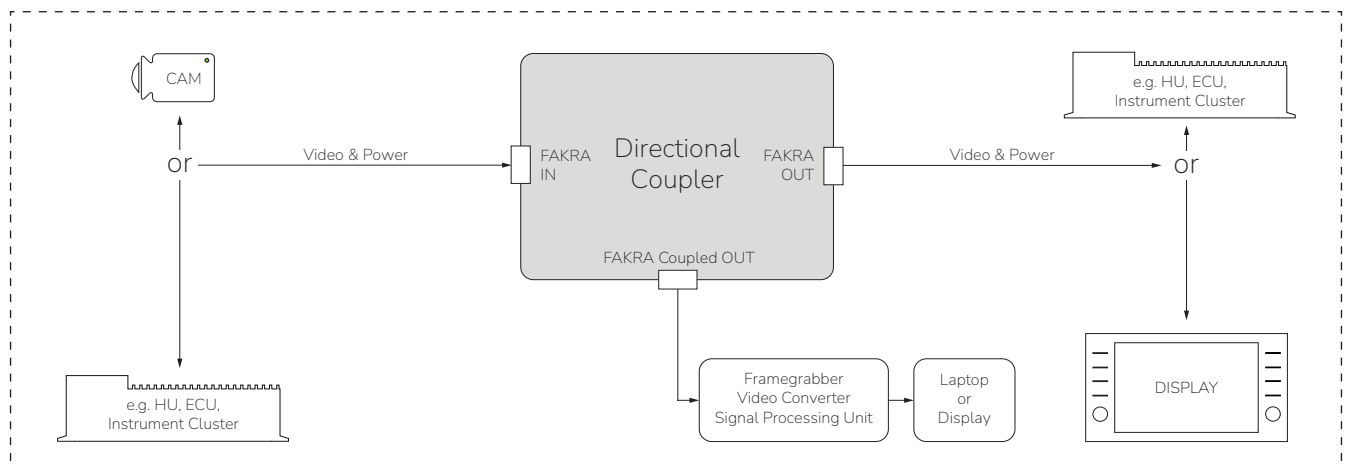 CAM
or
Video & Power
e.g. HU, ECU,
Instrument Cluster
FAKRA
IN
Directional
Coupler
FAKRA
OUT
FAKRA Coupled OUT
Video & Power
e.g. HU, ECU,
Instrument Cluster
or
DISPLAY
Framegrabber
Video Converter
Signal Processing Unit
Laptop
or
Display